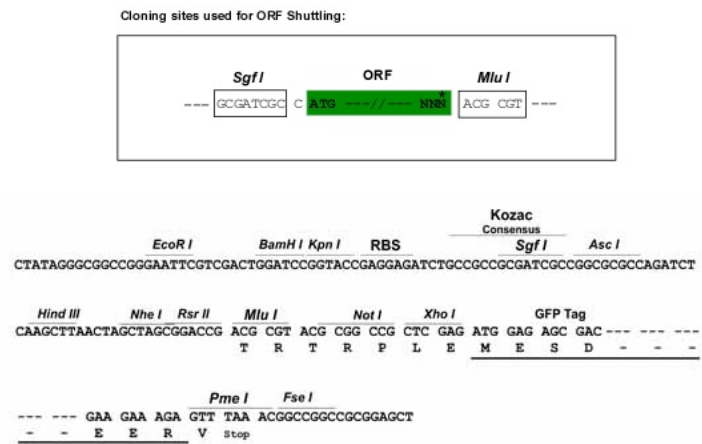 Cloning sites used for ORF Shuttling:
Sgf I ORF Mlu I
--- GCGATCGC C ATG ---//--- NNN* ACG CGT ---
Kozac
Consensus
EcoR I BamH I Kpn I RBS Sgf I Asc I
CTATAGGGCGGCCGGGAATTCGTCGACTGGATCCGGTACCGAGGAGATCTGCCGCCGCGATCGCCGGCGCGCCAGATCT
Hind III Nhe I Rsr II Mlu I Not I Xho I GFP Tag
CAAGCTTAACTAGCTAGCGGACCG ACG CGT ACG CGG CCG CTC GAG ATG GAG AGC GAC--- --- ---
T R T R P L E M E S D - - -
--- --- GAA GAA AGA GTT TAA ACGGCCGGCCGCGGAGCT
Pme I Fse I
- - E E R V Stop